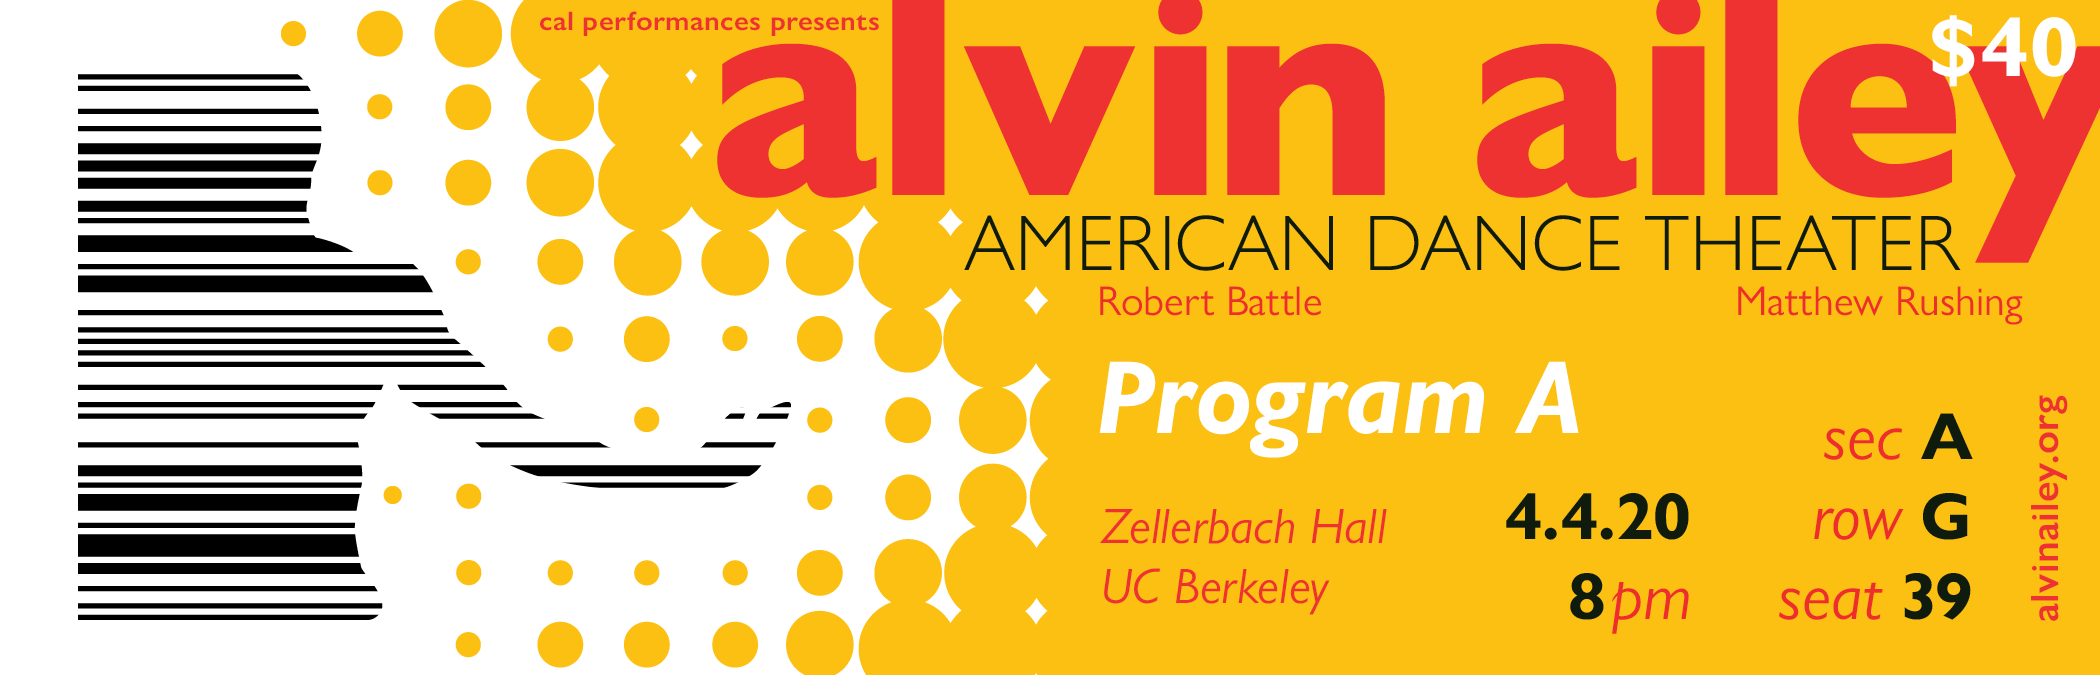 cal performances presents
alvin ailey
$40
AMERICAN DANCE THEATER
Robert Battle
Matthew Rushing
Program A
Zellerbach Hall
UC Berkeley
4.4.20
8pm
sec A
row G
seat 39
alvinailey.org